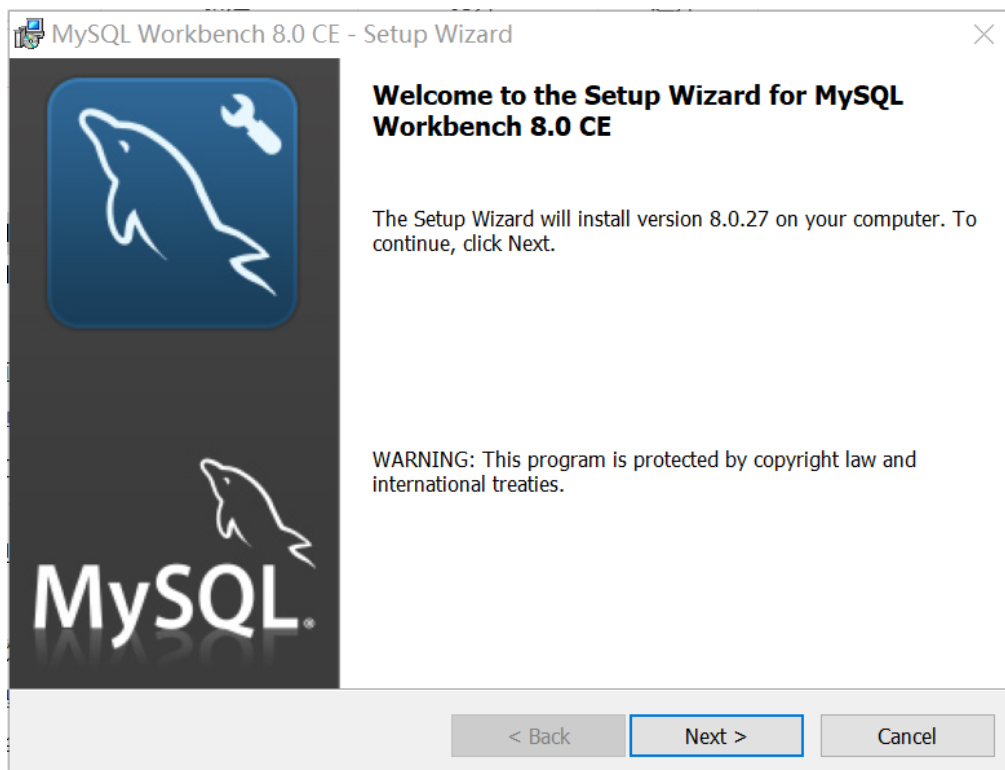 MySQL Workbench 8.0 CE - Setup Wizard
Welcome to the Setup Wizard for MySQL
Workbench 8.0 CE
The Setup Wizard will install version 8.0.27 on your computer. To
continue, click Next.
WARNING: This program is protected by copyright law and
international treaties.
MySQL®
< Back
Next >
Cancel